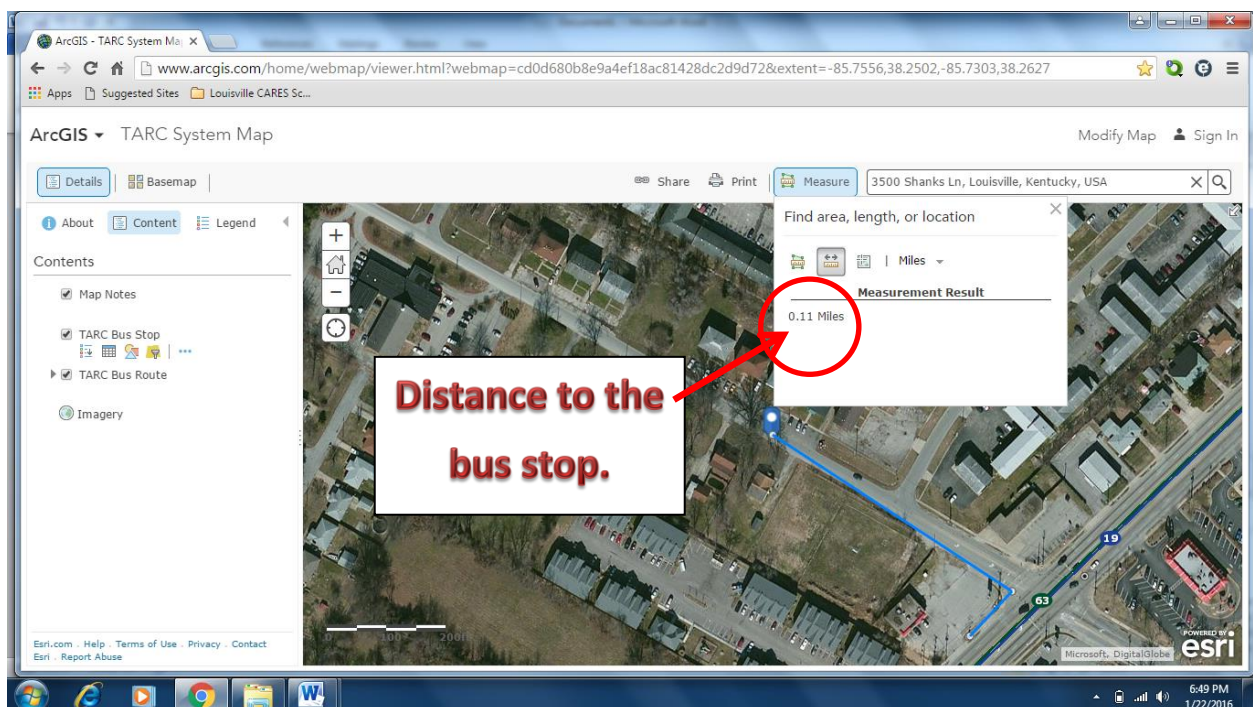 ArcGIS - TARC System Ma
www.arcgis.com/home/webmap/viewer.html?webmap=cd0d680b8e9a4ef18ac81428dc2d9d72&extent=-85.7556,38.2502,-85.7303,38.2627
Apps Suggested Sites Louisville CARES Sc...
ArcGIS TARC System Map Modify Map Sign In
Details Basemap Share Print Measure 3500 Shanks Ln, Louisville, Kentucky, USA
About Content Legend
Contents
Map Notes
TARC Bus Stop
TARC Bus Route
Imagery
Find area, length, or location
Miles
Measurement Result
0.11 Miles
Distance to the
bus stop.
19
63
0 100 200ft
Esri.com . Help . Terms of Use . Privacy . Contact
Esri . Report Abuse
Microsoft, DigitalGlobe
POWERED BY
esri
6:49 PM
1/22/2016